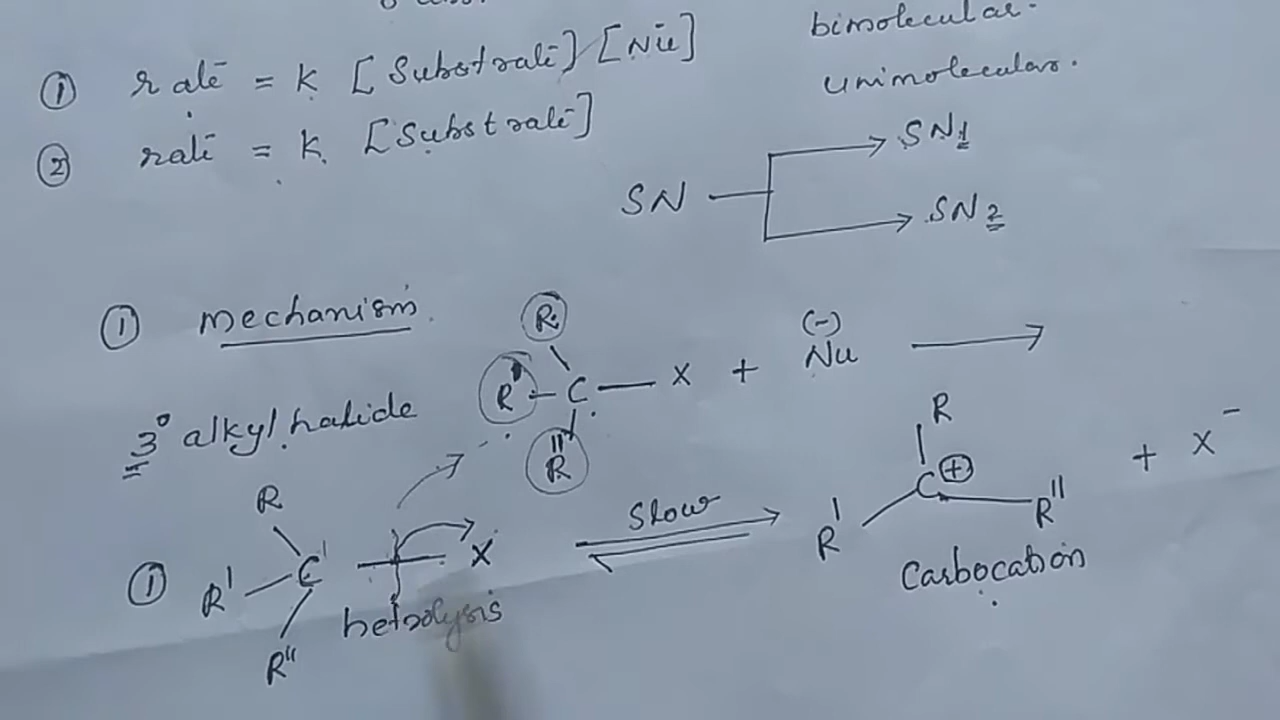 ① rate = K [Substrate] [Nu]
bimolecular.
② rate = K [Substrate]
unimolecular.
SN
SN1
SN2
① mechanism.
3° alkyl halide
R
R' - C - X + Nu (-)
R"
① R
R' C - X
R"
hetrolysis
Slow
R
C ⊕
R' R"
+ X -
Carbocation